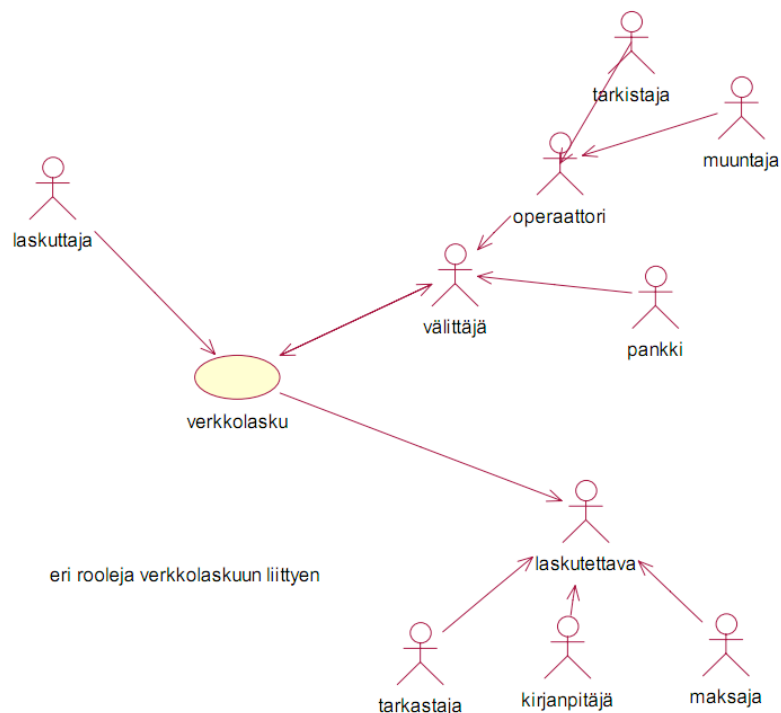 tarkistaja
muuntaja
operaattori
laskuttaja
välittäjä
pankki
verkkolasku
laskutettava
eri rooleja verkkolaskuun liittyen
tarkastaja
kirjanpitäjä
maksaja